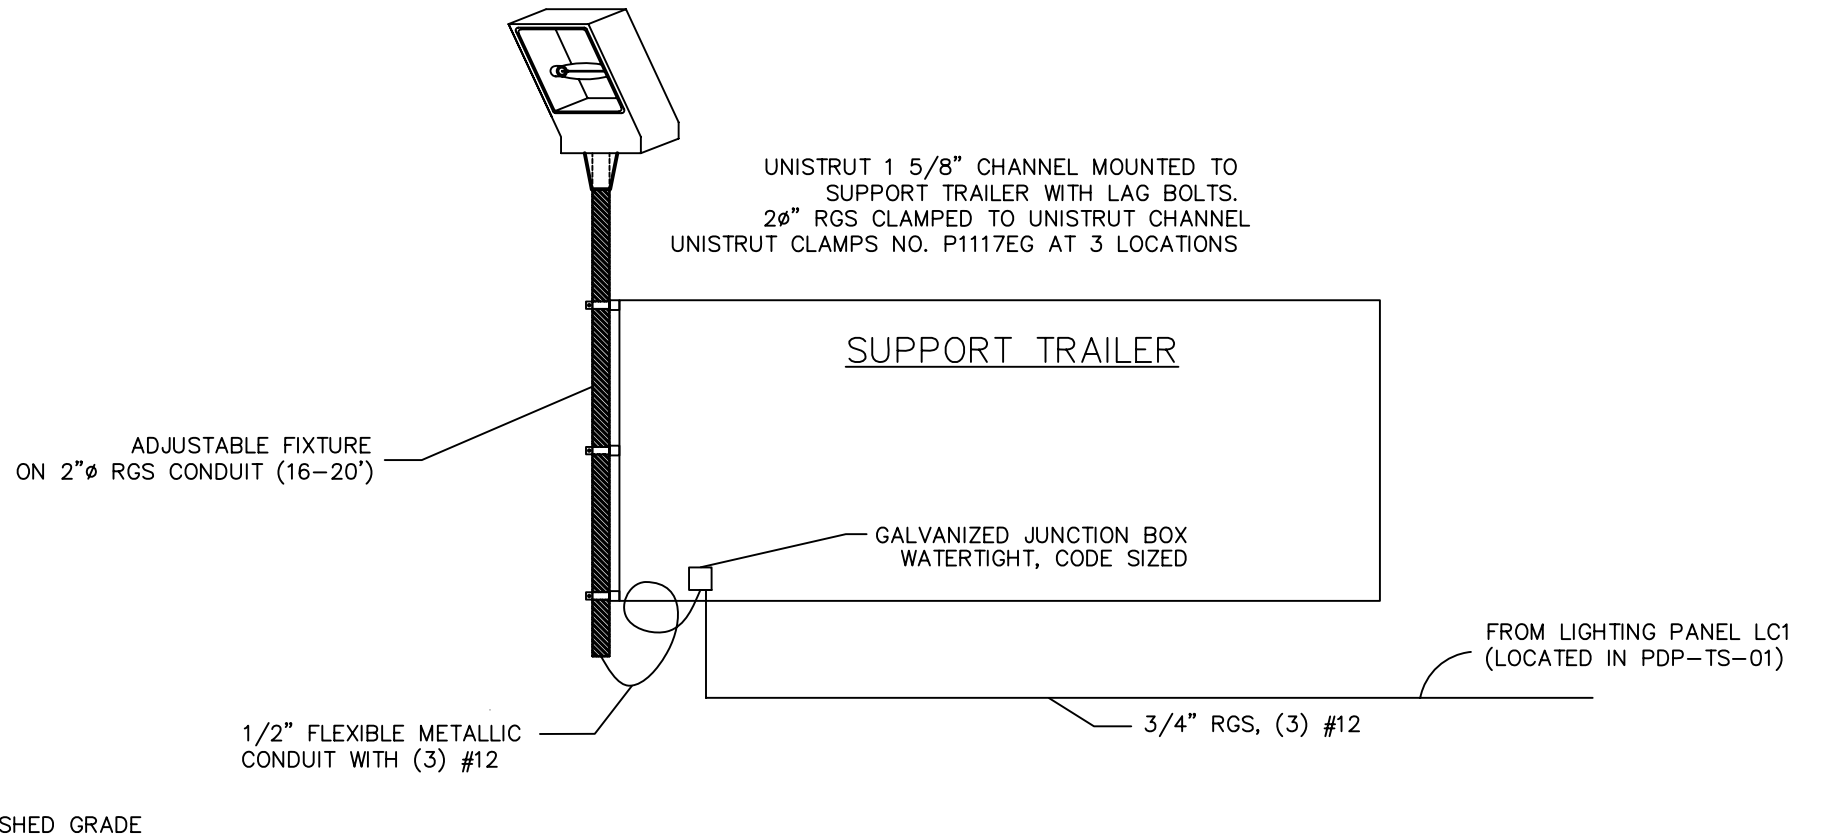 UNISTRUT 1 5/8" CHANNEL MOUNTED TO
SUPPORT TRAILER WITH LAG BOLTS.
2ø" RGS CLAMPED TO UNISTRUT CHANNEL
UNISTRUT CLAMPS NO. P1117EG AT 3 LOCATIONS
SUPPORT TRAILER
ADJUSTABLE FIXTURE
ON 2"ø RGS CONDUIT (16-20')
GALVANIZED JUNCTION BOX
WATERTIGHT, CODE SIZED
FROM LIGHTING PANEL LC1
(LOCATED IN PDP-TS-01)
3/4" RGS, (3) #12
1/2" FLEXIBLE METALLIC
CONDUIT WITH (3) #12
SHED GRADE